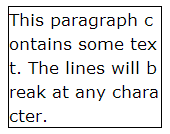 This paragraph c
ontains some tex
t. The lines will b
reak at any chara
cter.